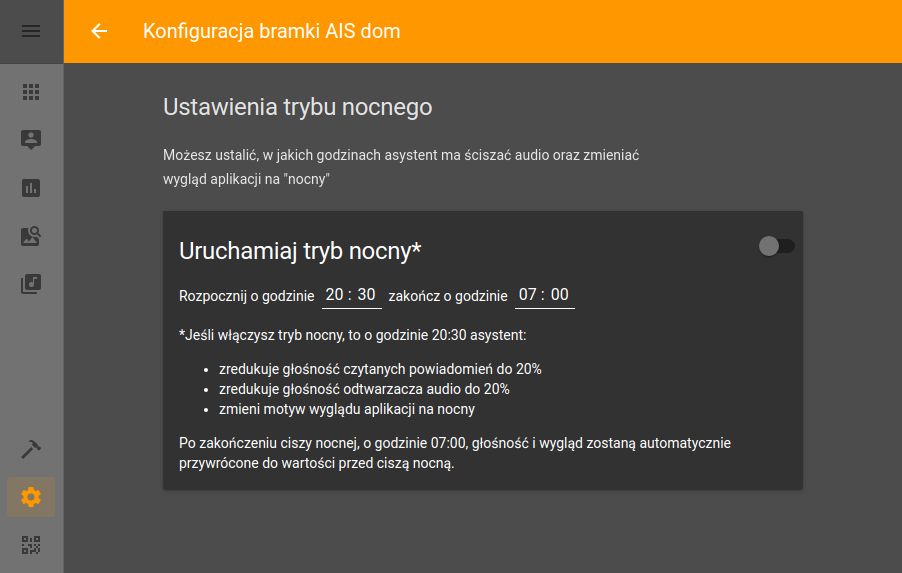 Konfiguracja bramki AIS dom
Ustawienia trybu nocnego
Możesz ustalić, w jakich godzinach asystent ma ściszać audio oraz zmieniać
wygląd aplikacji na "nocny"
Uruchamiaj tryb nocny*
Rozpocznij o godzinie 20 : 30 zakończ o godzinie 07 : 00
*Jeśli włączysz tryb nocny, to o godzinie 20:30 asystent:
• zredukuje głośność czytanych powiadomień do 20%
• zredukuje głośność odtwarzacza audio do 20%
• zmieni motyw wyglądu aplikacji na nocny
Po zakończeniu ciszy nocnej, o godzinie 07:00, głośność i wygląd zostaną automatycznie
przywrócone do wartości przed ciszą nocną.